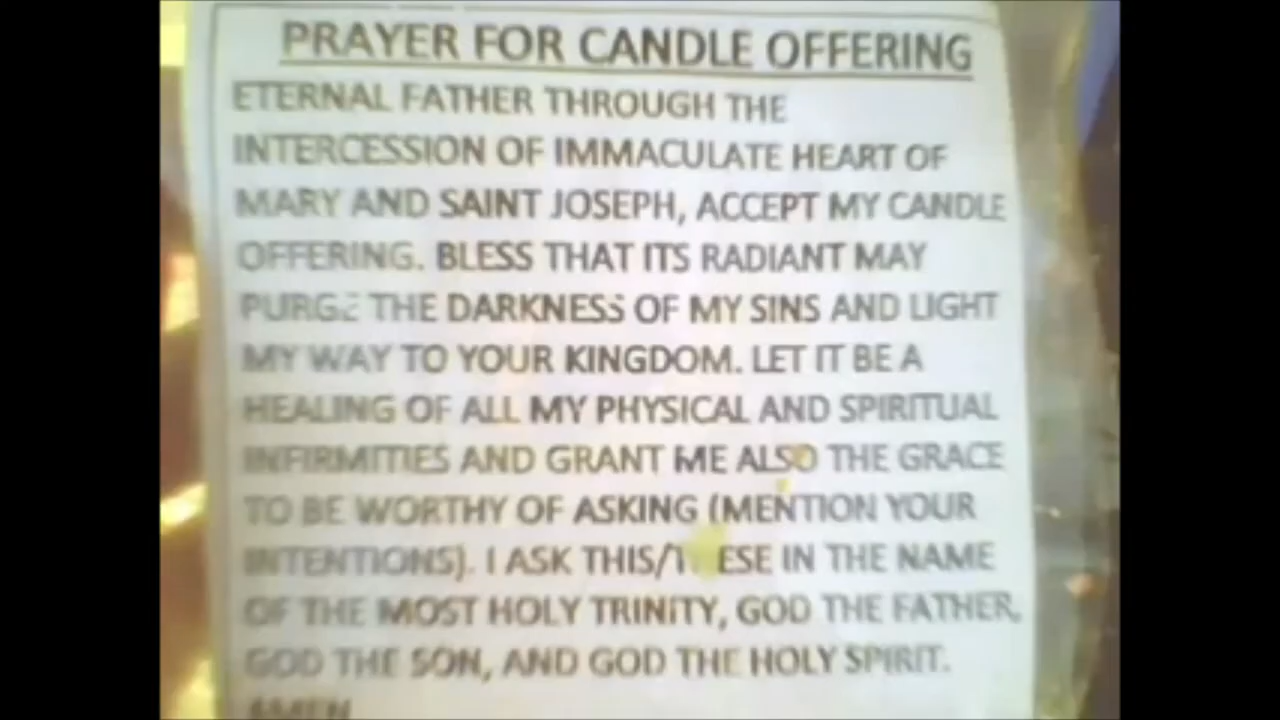 PRAYER FOR CANDLE OFFERING
ETERNAL FATHER THROUGH THE
INTERCESSION OF IMMACULATE HEART OF
MARY AND SAINT JOSEPH, ACCEPT MY CANDLE
OFFERING. BLESS THAT ITS RADIANT MAY
PURGE THE DARKNESS OF MY SINS AND LIGHT
MY WAY TO YOUR KINGDOM. LET IT BE A
HEALING OF ALL MY PHYSICAL AND SPIRITUAL
INFIRMITIES AND GRANT ME ALSO THE GRACE
TO BE WORTHY OF ASKING (MENTION YOUR
INTENTIONS). I ASK THIS/THESE IN THE NAME
OF THE MOST HOLY TRINITY, GOD THE FATHER,
GOD THE SON, AND GOD THE HOLY SPIRIT.
AMEN